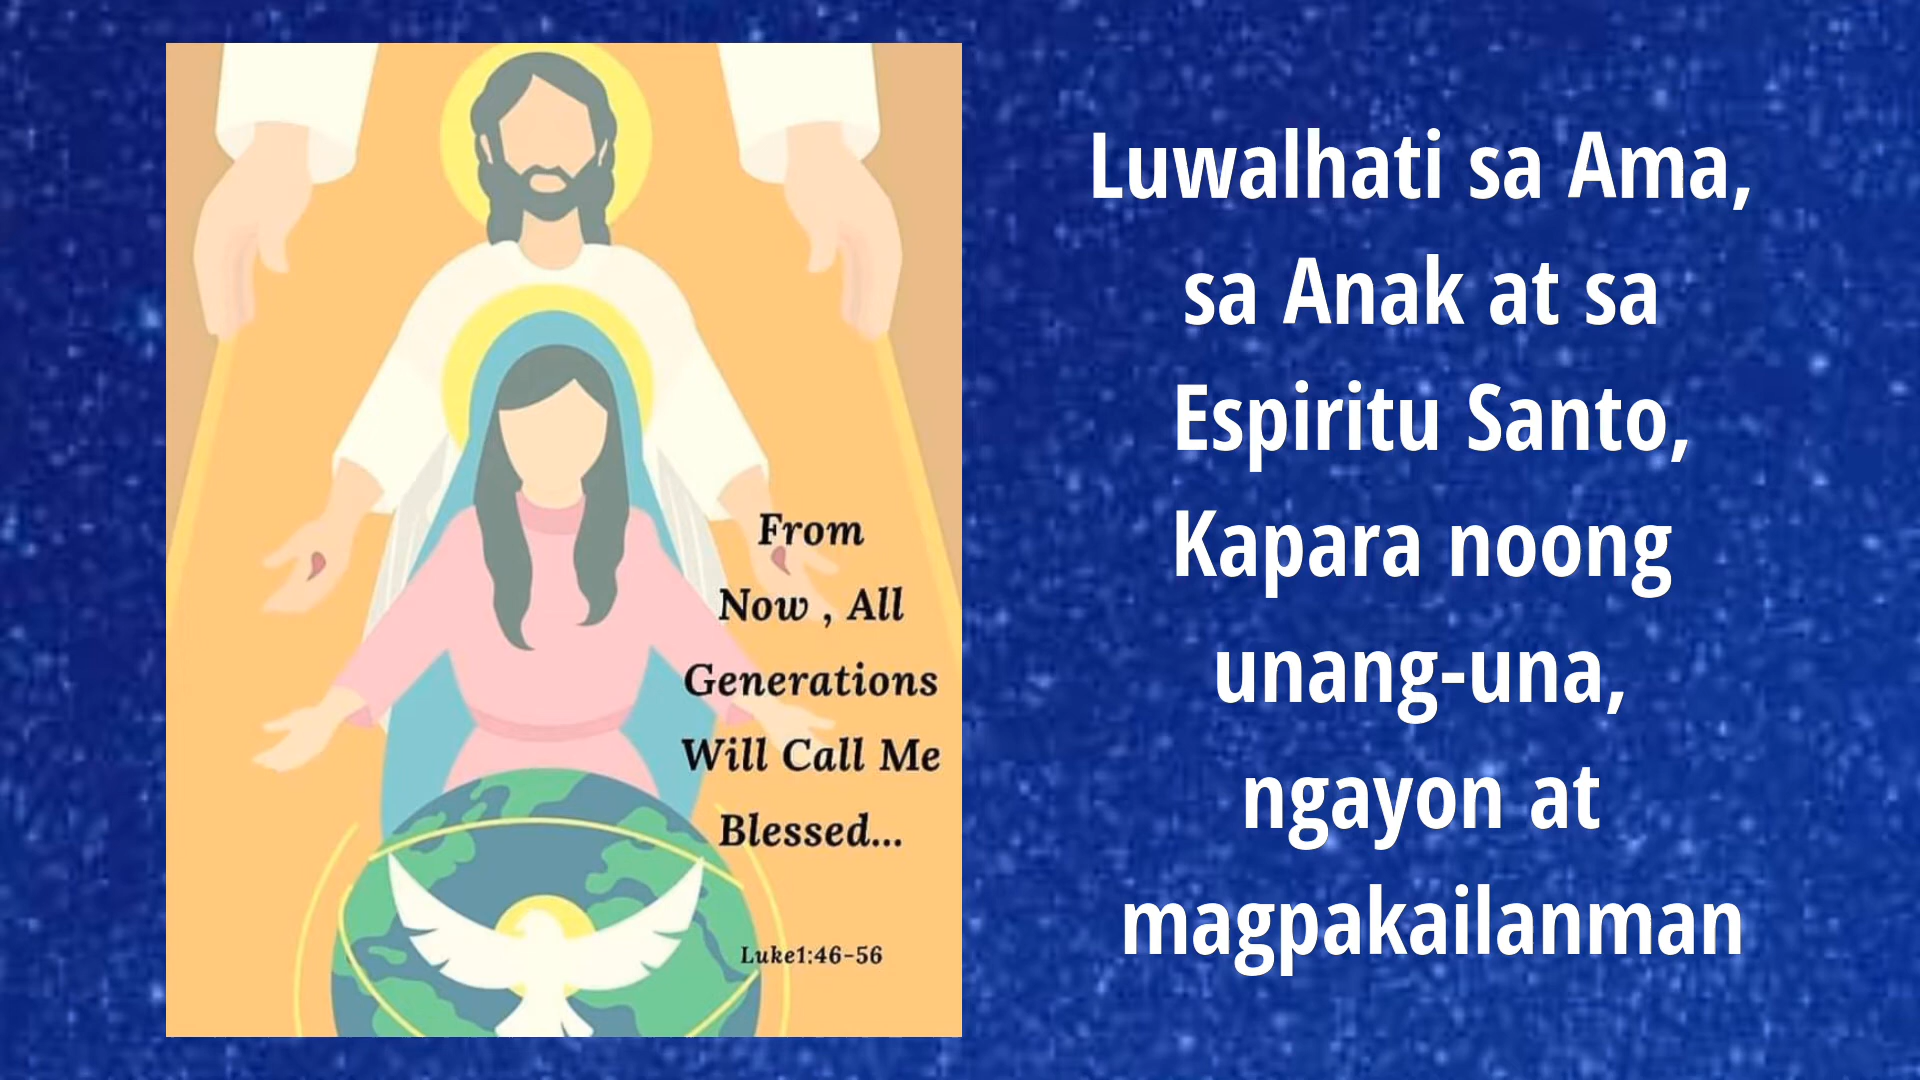 From
Now , All
Generations
Will Call Me
Blessed...
Luke1:46-56
Luwalhati sa Ama,
sa Anak at sa
Espiritu Santo,
Kapara noong
unang-una,
ngayon at
magpakailanman